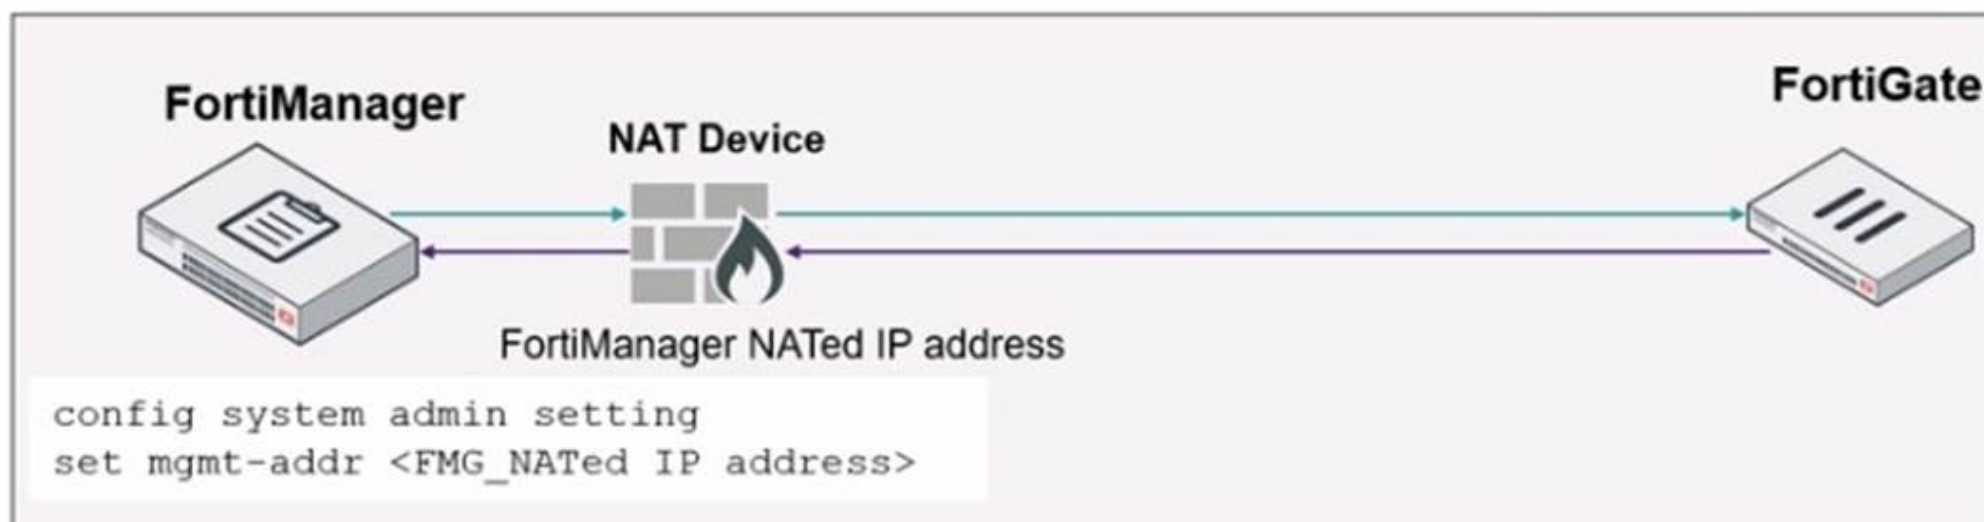 FortiManager
FortiGate
NAT Device
FortiManager NATed IP address
config system admin setting
set mgmt-addr <FMG_NATed IP address>